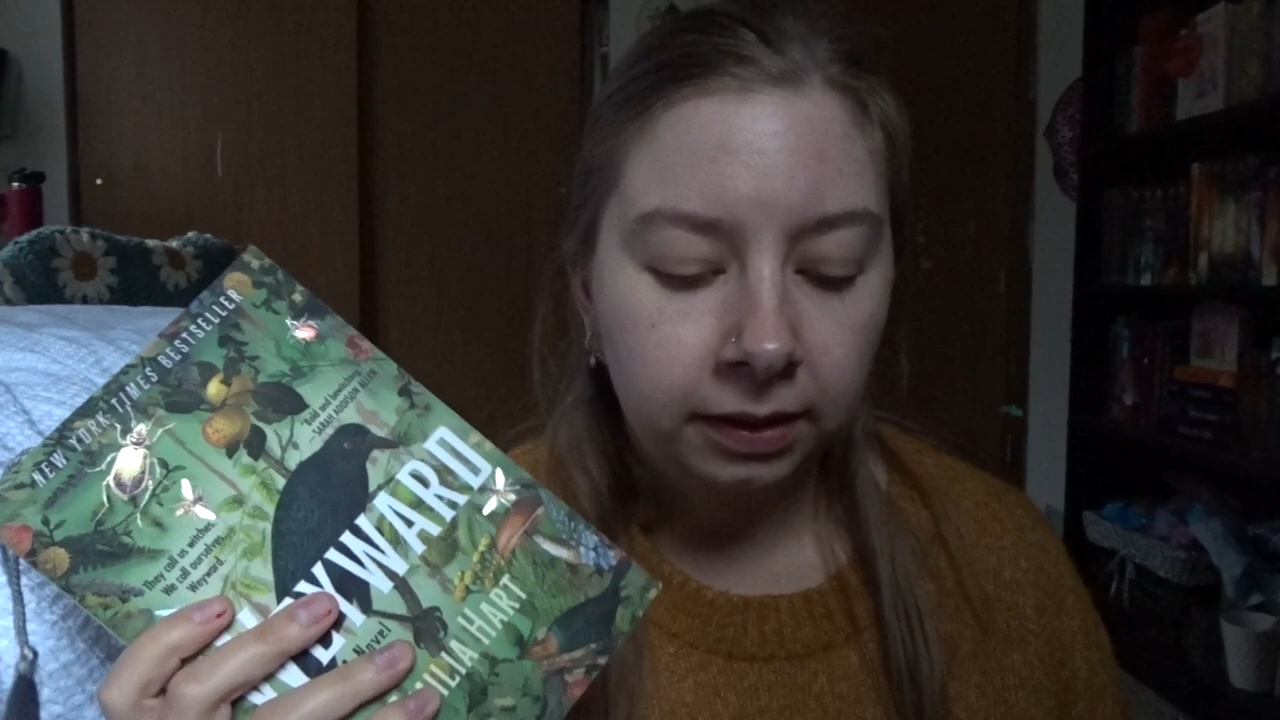 NEW YORK TIMES BESTSELLER
"Bold and bewitching."
—SARAH ADDISON ALLEN
They call us witches.
We call ourselves
Weyward.
WEYWARD
A Novel
ILIA HART